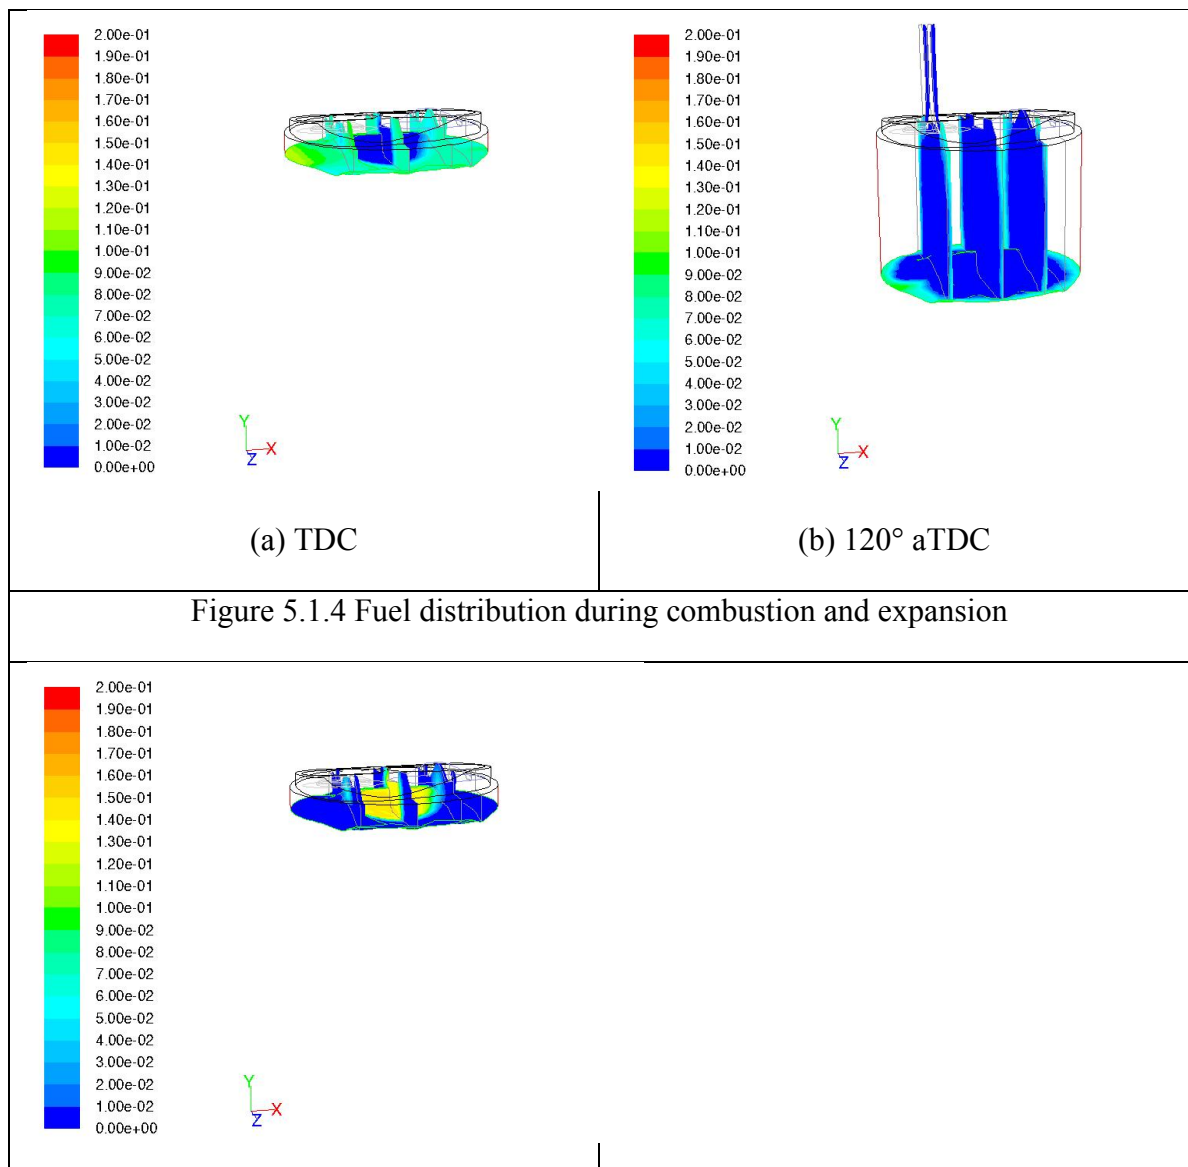 2.00e-01
1.90e-01
1.80e-01
1.70e-01
1.60e-01
1.50e-01
1.40e-01
1.30e-01
1.20e-01
1.10e-01
1.00e-01
9.00e-02
8.00e-02
7.00e-02
6.00e-02
5.00e-02
4.00e-02
3.00e-02
2.00e-02
1.00e-02
0.00e+00
Y
X
Z
2.00e-01
1.90e-01
1.80e-01
1.70e-01
1.60e-01
1.50e-01
1.40e-01
1.30e-01
1.20e-01
1.10e-01
1.00e-01
9.00e-02
8.00e-02
7.00e-02
6.00e-02
5.00e-02
4.00e-02
3.00e-02
2.00e-02
1.00e-02
0.00e+00
Y
X
Z
(a) TDC
(b) 120° aTDC
Figure 5.1.4 Fuel distribution during combustion and expansion
2.00e-01
1.90e-01
1.80e-01
1.70e-01
1.60e-01
1.50e-01
1.40e-01
1.30e-01
1.20e-01
1.10e-01
1.00e-01
9.00e-02
8.00e-02
7.00e-02
6.00e-02
5.00e-02
4.00e-02
3.00e-02
2.00e-02
1.00e-02
0.00e+00
Y
X
Z